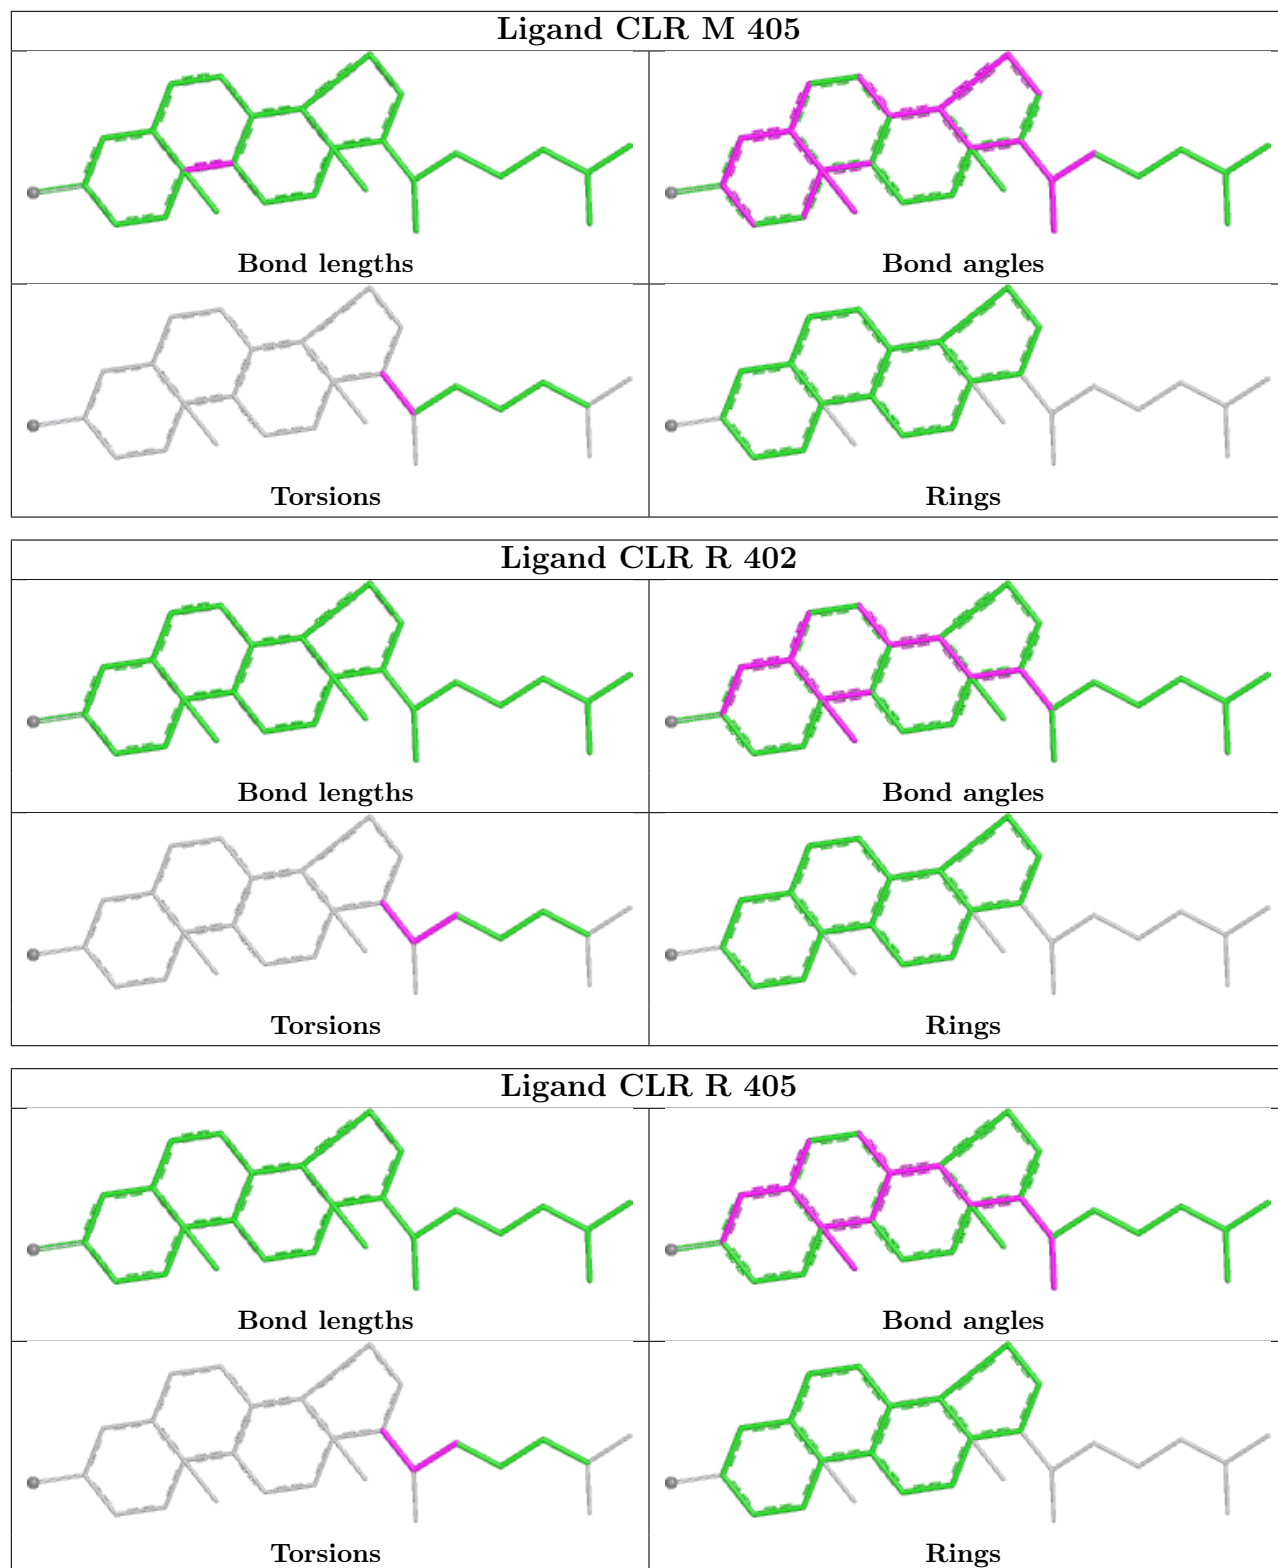 Ligand CLR M 405
Bond lengths
Bond angles
Torsions
Rings
Ligand CLR R 402
Bond lengths
Bond angles
Torsions
Rings
Ligand CLR R 405
Bond lengths
Bond angles
Torsions
Rings